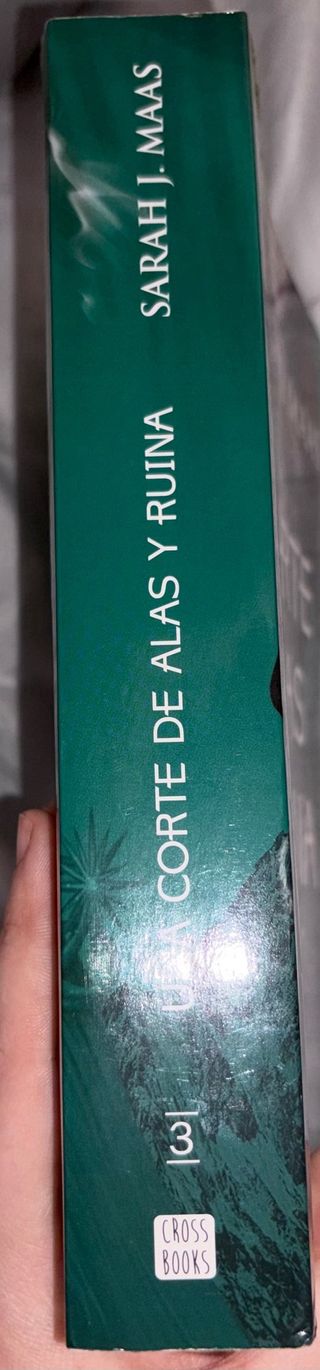 SARAH J. MAAS
UNA CORTE DE ALAS Y RUINA
|3|
CROSS
BOOKS